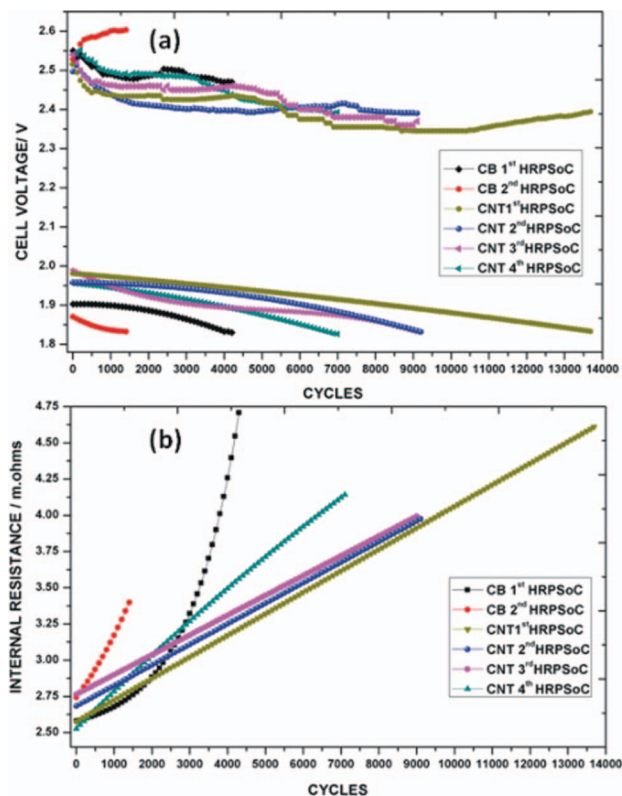 (a)
2.6
2.5
2.4
2.3
2.2
2.1
2.0
1.9
1.8
CELL VOLTAGE/ V
CB 1st HRPSoC
CB 2nd HRPSoC
CNT1st HRPSoC
CNT 2nd HRPSoC
CNT 3rd HRPSoC
CNT 4th HRPSoC
0 1000 2000 3000 4000 5000 6000 7000 8000 9000 10000 11000 12000 13000 14000
CYCLES
(b)
4.75
4.50
4.25
4.00
3.75
3.50
3.25
3.00
2.75
2.50
INTERNAL RESISTANCE / m.ohms
CB 1st HRPSoC
CB 2nd HRPSoC
CNT1st HRPSoC
CNT 2nd HRPSoC
CNT 3rd HRPSoC
CNT 4th HRPSoC
0 1000 2000 3000 4000 5000 6000 7000 8000 9000 10000 11000 12000 13000 14000
CYCLES